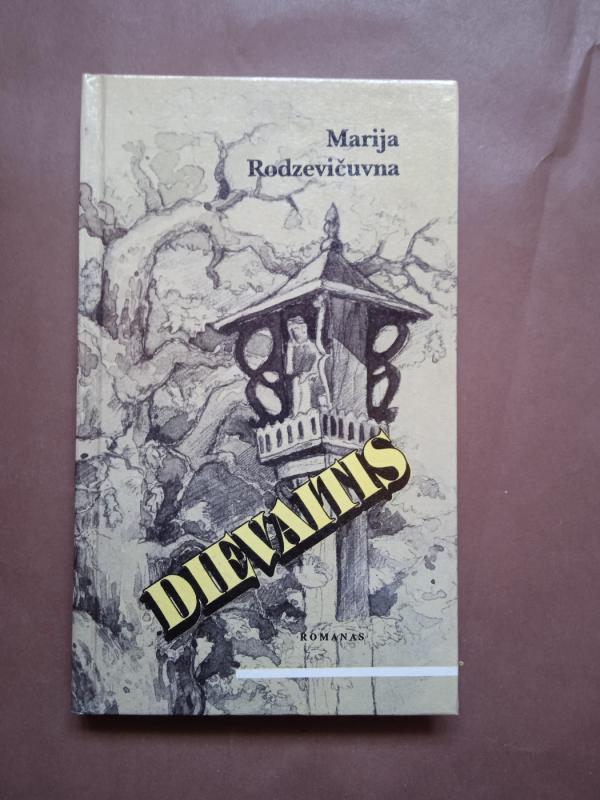 Marija
Rodzevičuvna
DIEVAITIS
ROMANAS